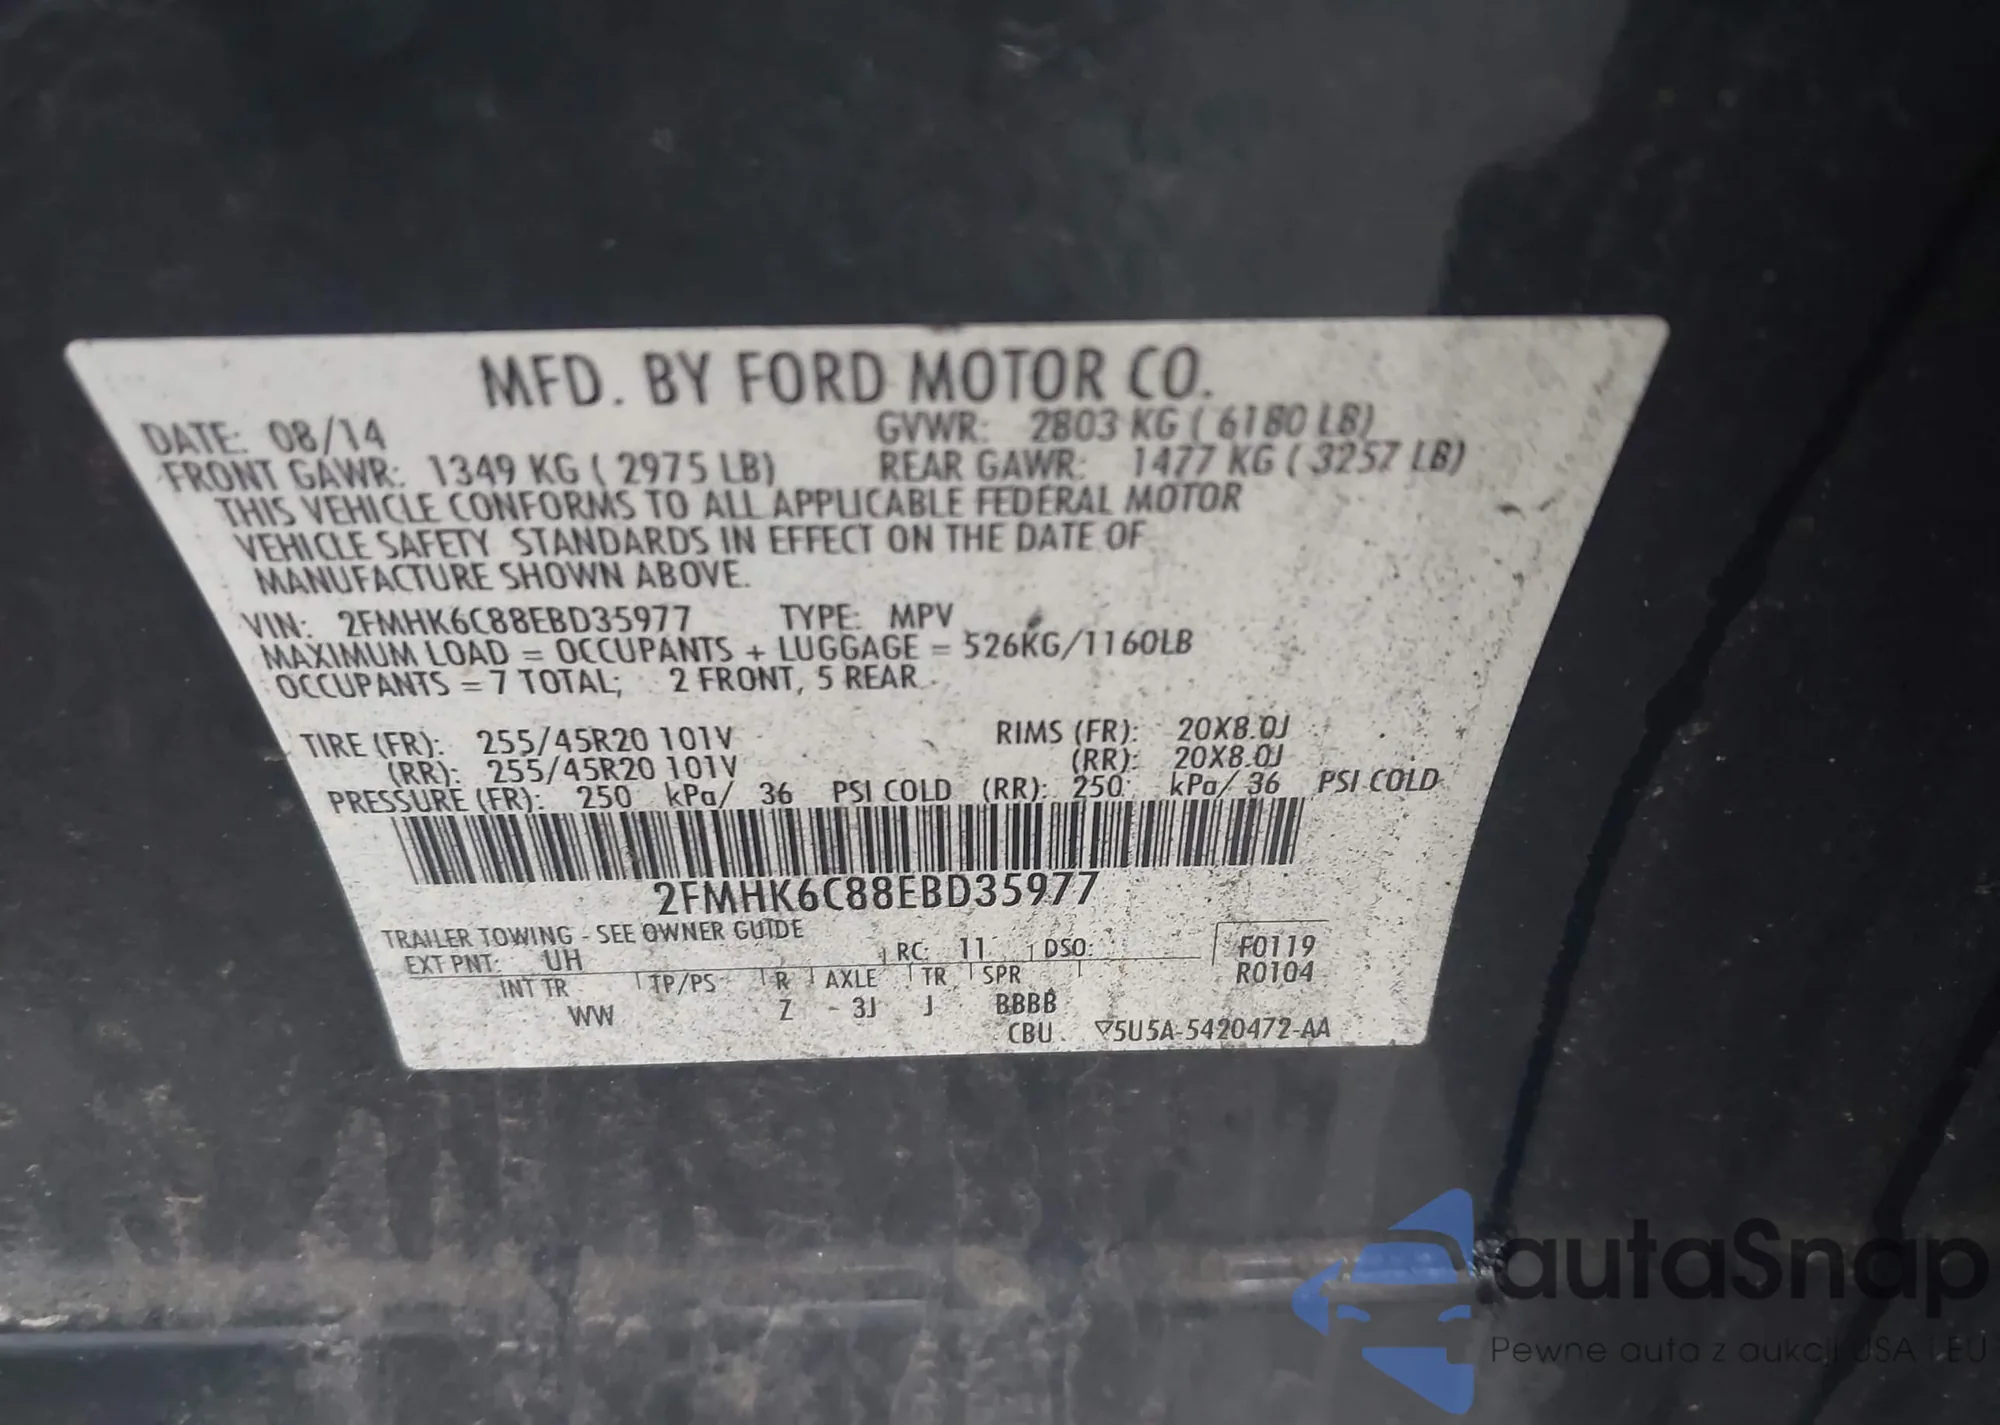 MFD. BY FORD MOTOR CO.
DATE: 08/14 GVWR: 2803 KG ( 6180 LB)
FRONT GAWR: 1349 KG ( 2975 LB) REAR GAWR: 1477 KG ( 3257 LB)
THIS VEHICLE CONFORMS TO ALL APPLICABLE FEDERAL MOTOR
VEHICLE SAFETY STANDARDS IN EFFECT ON THE DATE OF
MANUFACTURE SHOWN ABOVE.
VIN: 2FMHK6C88EBD35977 TYPE: MPV
MAXIMUM LOAD = OCCUPANTS + LUGGAGE = 526KG/1160LB
OCCUPANTS = 7 TOTAL; 2 FRONT, 5 REAR
TIRE (FR): 255/45R20 101V RIMS (FR): 20X8.0J
(RR): 255/45R20 101V (RR): 20X8.0J
PRESSURE (FR): 250 kPa/ 36 PSI COLD (RR): 250 kPa/ 36 PSI COLD
2FMHK6C88EBD35977
TRAILER TOWING - SEE OWNER GUIDE
EXT PNT: UH RC: 11 DSO: F0119
R0104
INT TR TP/PS R AXLE TR SPR
WW Z 3J J BBBB
CBU ▽5U5A-5420472-AA
autaSnap
Pewne auta z aukcji USA i EU